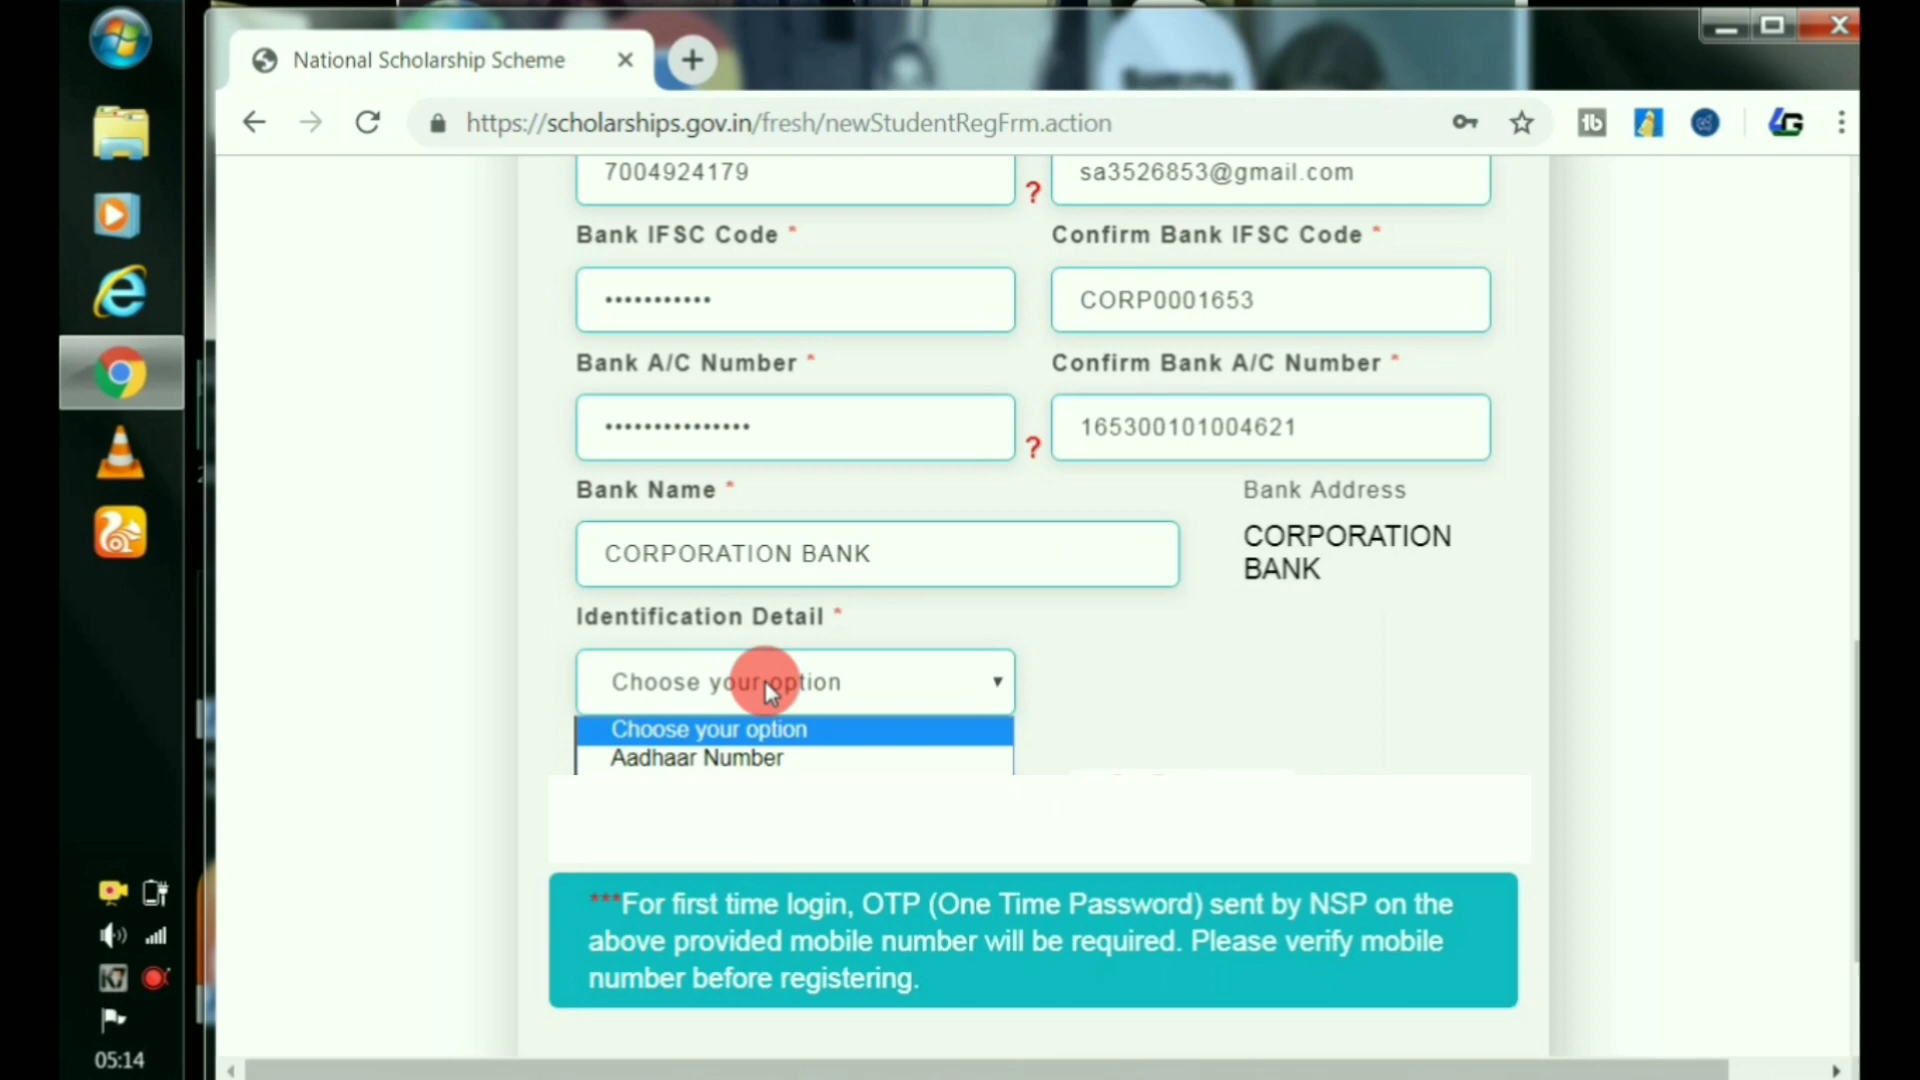 National Scholarship Scheme
https://scholarships.gov.in/fresh/newStudentRegFrm.action
7004924179
sa3526853@gmail.com
?
Bank IFSC Code *
Confirm Bank IFSC Code *
•••••••••••
CORP0001653
Bank A/C Number *
Confirm Bank A/C Number *
•••••••••••••••
?
165300101004621
Bank Name *
Bank Address
CORPORATION BANK
CORPORATION
BANK
Identification Detail *
Choose your option
Choose your option
Aadhaar Number
***For first time login, OTP (One Time Password) sent by NSP on the
above provided mobile number will be required. Please verify mobile
number before registering.
05:14